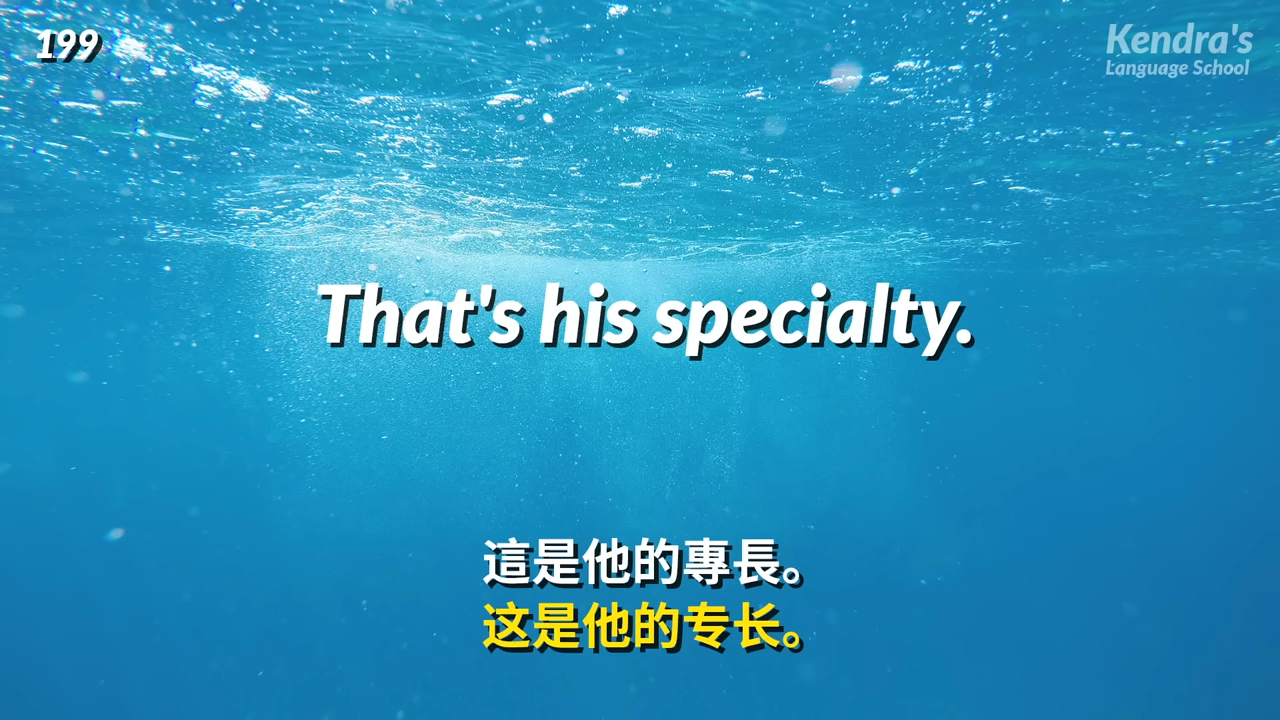 199
Kendra's
Language School
That's his specialty.
這是他的專長。
这是他的专长。